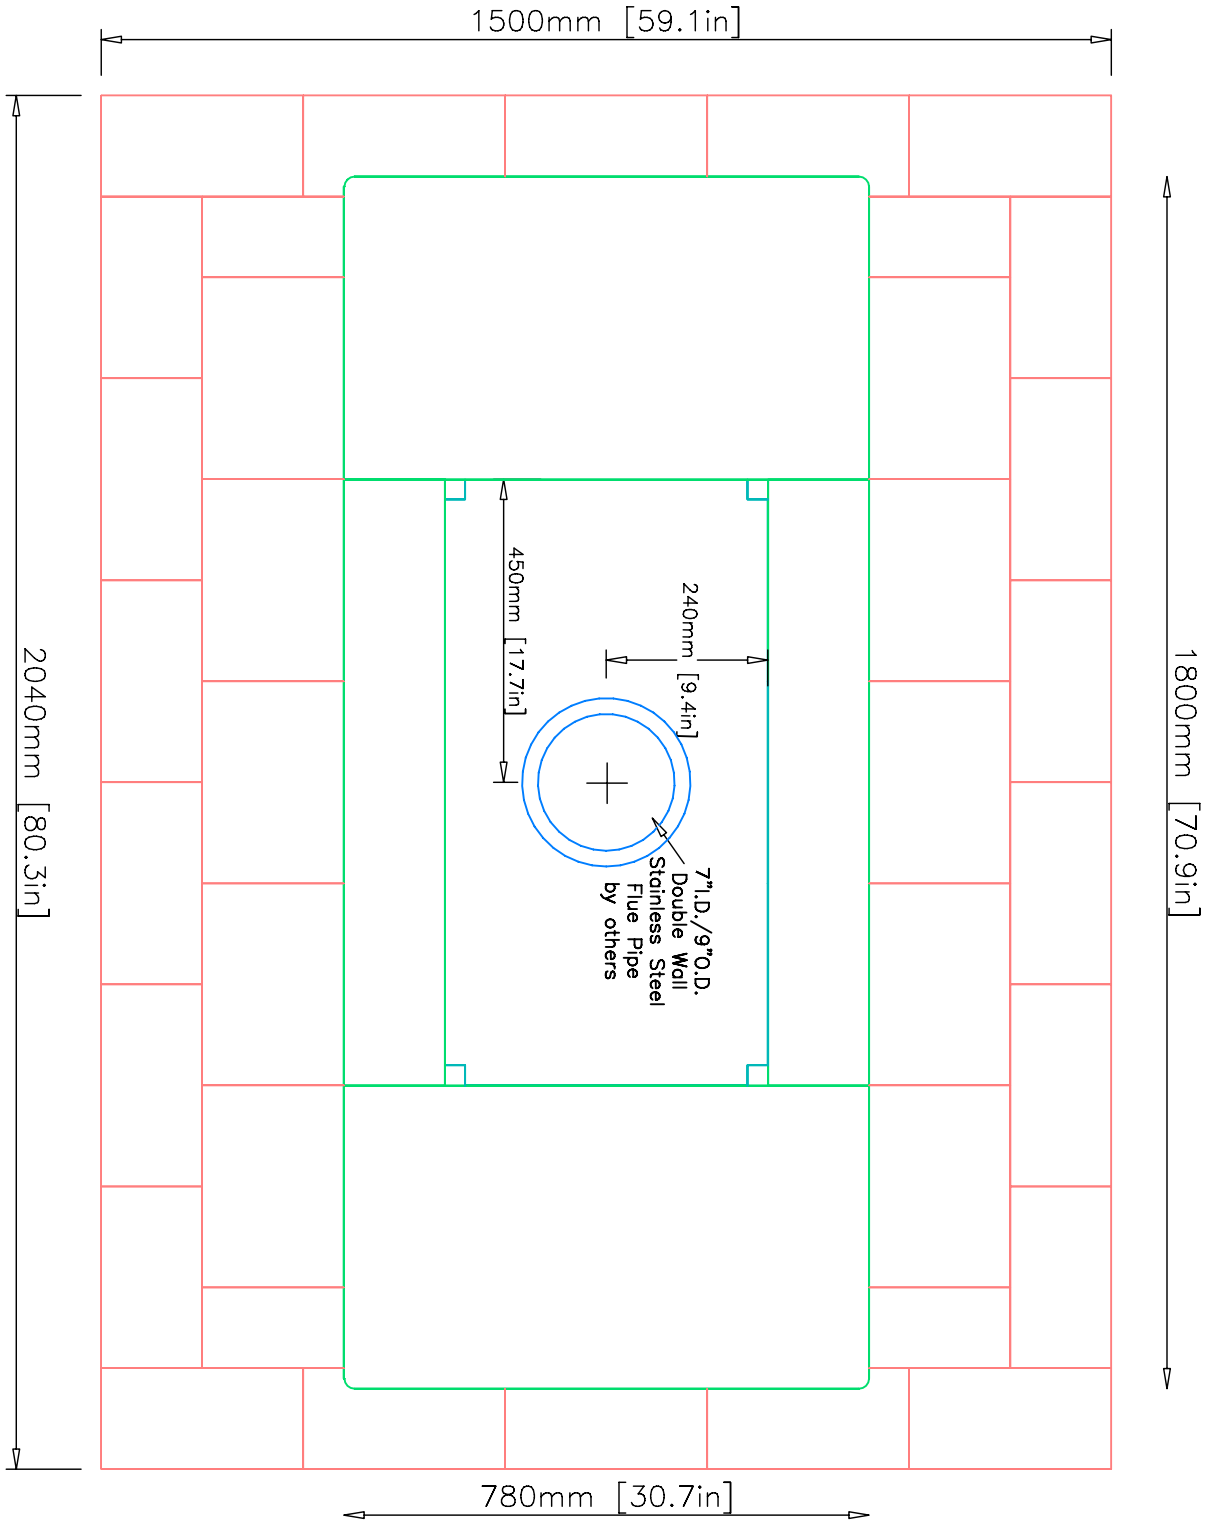 1500mm [59.1in]
450mm [17.7in]
240mm [9.4in]
7"I.D./9"O.D.
Double Wall
Stainless Steel
Flue Pipe
by others
2040mm [80.3in]
1800mm [70.9in]
780mm [30.7in]